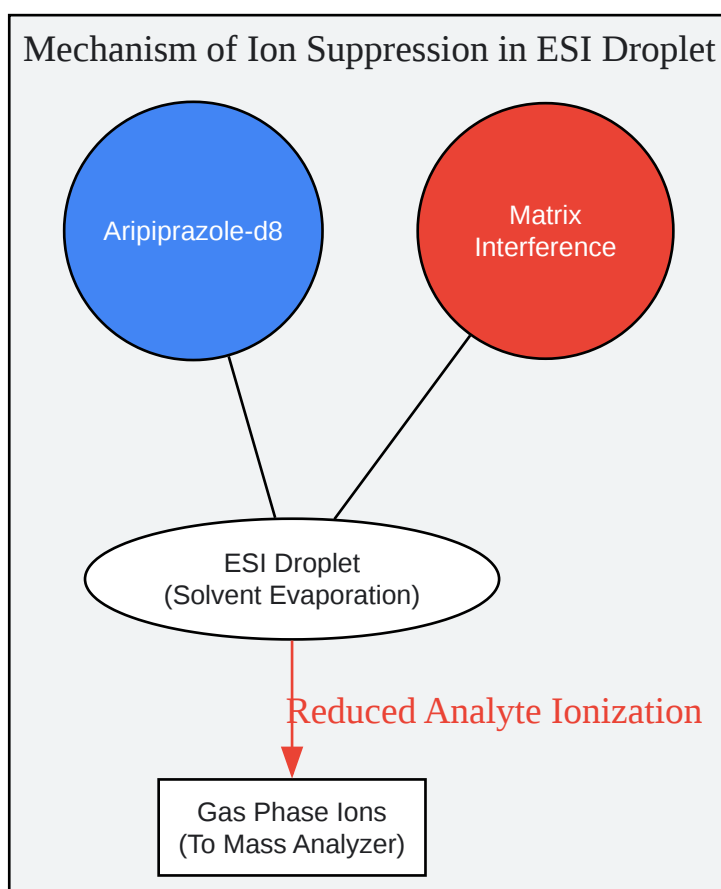 Mechanism of Ion Suppression in ESI Droplet
Aripiprazole-d8
Matrix
Interference
ESI Droplet
(Solvent Evaporation)
Reduced Analyte Ionization
Gas Phase Ions
(To Mass Analyzer)